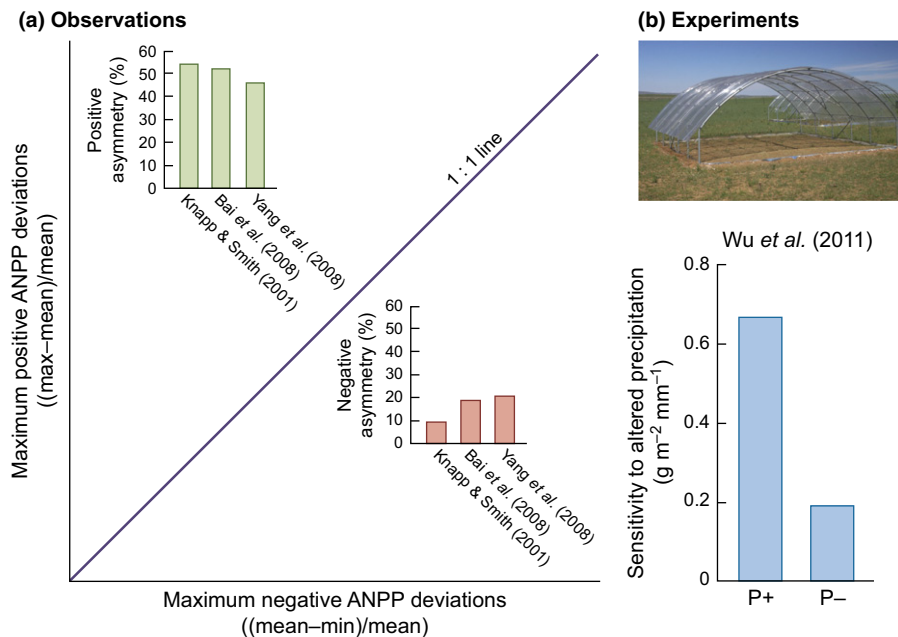 (a) Observations
60
50
40
30
20
10
0
Positive
asymmetry (%)
Knapp & Smith (2001)
Bai et al. (2008)
Yang et al. (2008)
1 : 1 line
60
50
40
30
20
10
0
Negative
asymmetry (%)
Knapp & Smith (2001)
Bai et al. (2008)
Yang et al. (2008)
Maximum positive ANPP deviations
((max–mean)/mean)
Maximum negative ANPP deviations
((mean–min)/mean)
(b) Experiments
Wu et al. (2011)
0.8
0.6
0.4
0.2
0
Sensitivity to altered precipitation
(g m⁻² mm⁻¹)
P+
P–